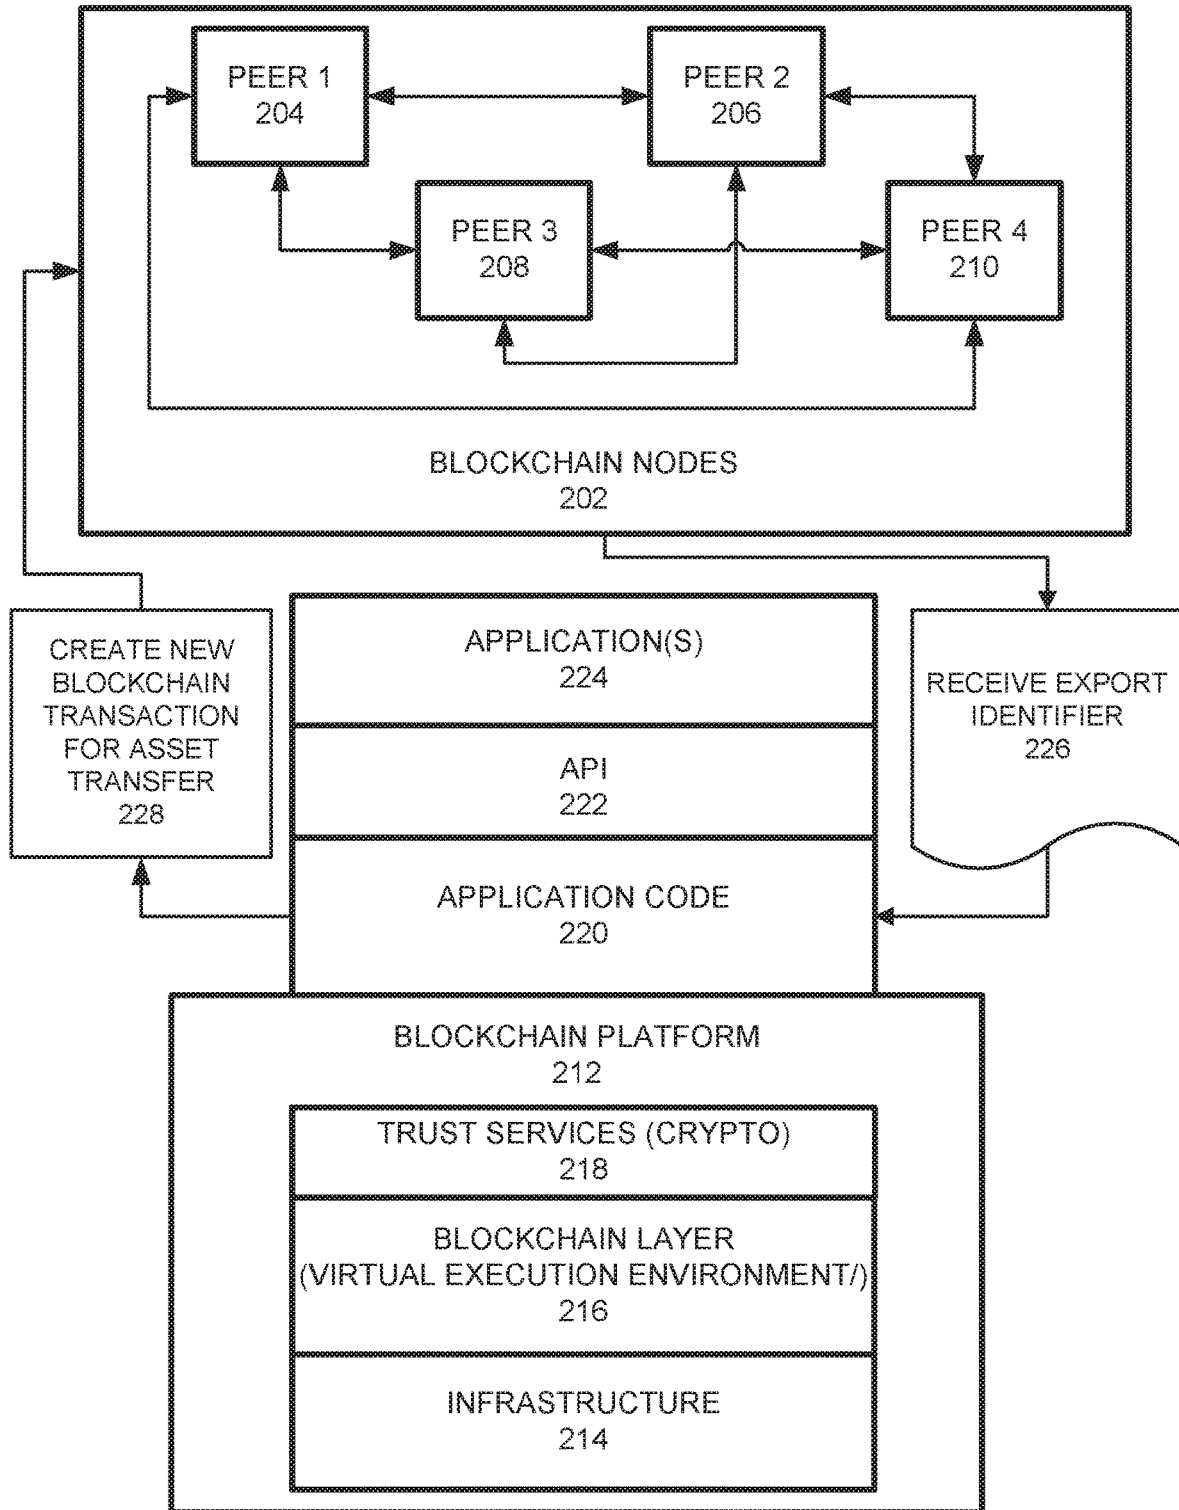 PEER 1
204
PEER 2
206
PEER 3
208
PEER 4
210
BLOCKCHAIN NODES
202
CREATE NEW
BLOCKCHAIN
TRANSACTION
FOR ASSET
TRANSFER
228
APPLICATION(S)
224
API
222
APPLICATION CODE
220
RECEIVE EXPORT
IDENTIFIER
226
BLOCKCHAIN PLATFORM
212
TRUST SERVICES (CRYPTO)
218
BLOCKCHAIN LAYER
(VIRTUAL EXECUTION ENVIRONMENT/)
216
INFRASTRUCTURE
214